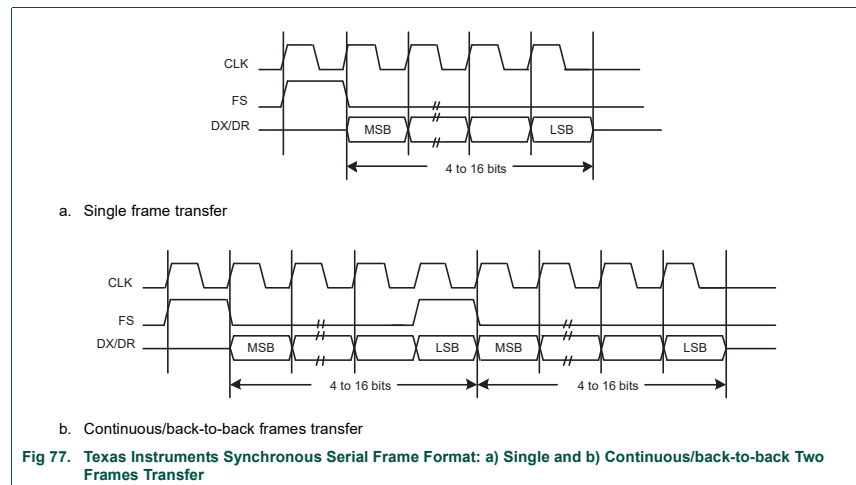 CLK
FS
DX/DR
MSB
LSB
4 to 16 bits
a. Single frame transfer
CLK
FS
DX/DR
MSB
LSB
MSB
LSB
4 to 16 bits
4 to 16 bits
b. Continuous/back-to-back frames transfer
Fig 77. Texas Instruments Synchronous Serial Frame Format: a) Single and b) Continuous/back-to-back Two
Frames Transfer